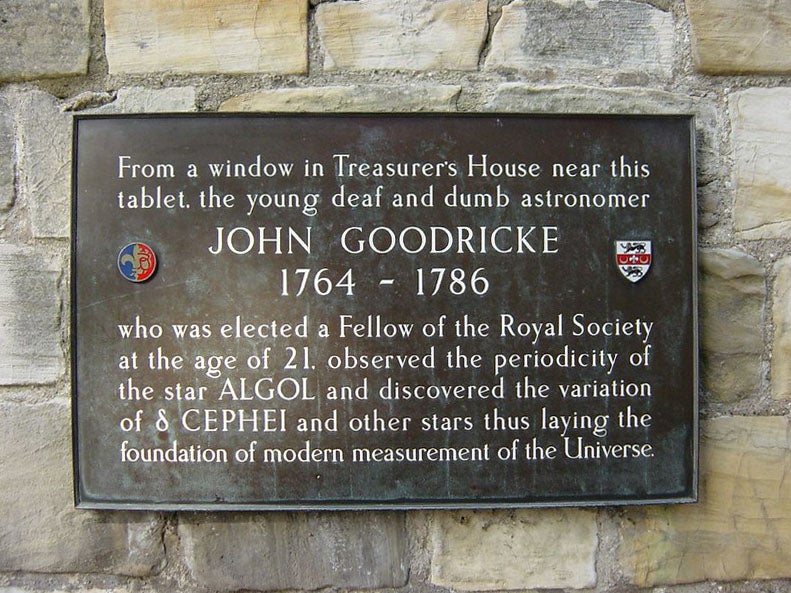 From a window in Treasurer's House near this
tablet, the young deaf and dumb astronomer
JOHN GOODRICKE
1764 - 1786
who was elected a Fellow of the Royal Society
at the age of 21, observed the periodicity of
the star ALGOL and discovered the variation
of δ CEPHEI and other stars thus laying the
foundation of modern measurement of the Universe.